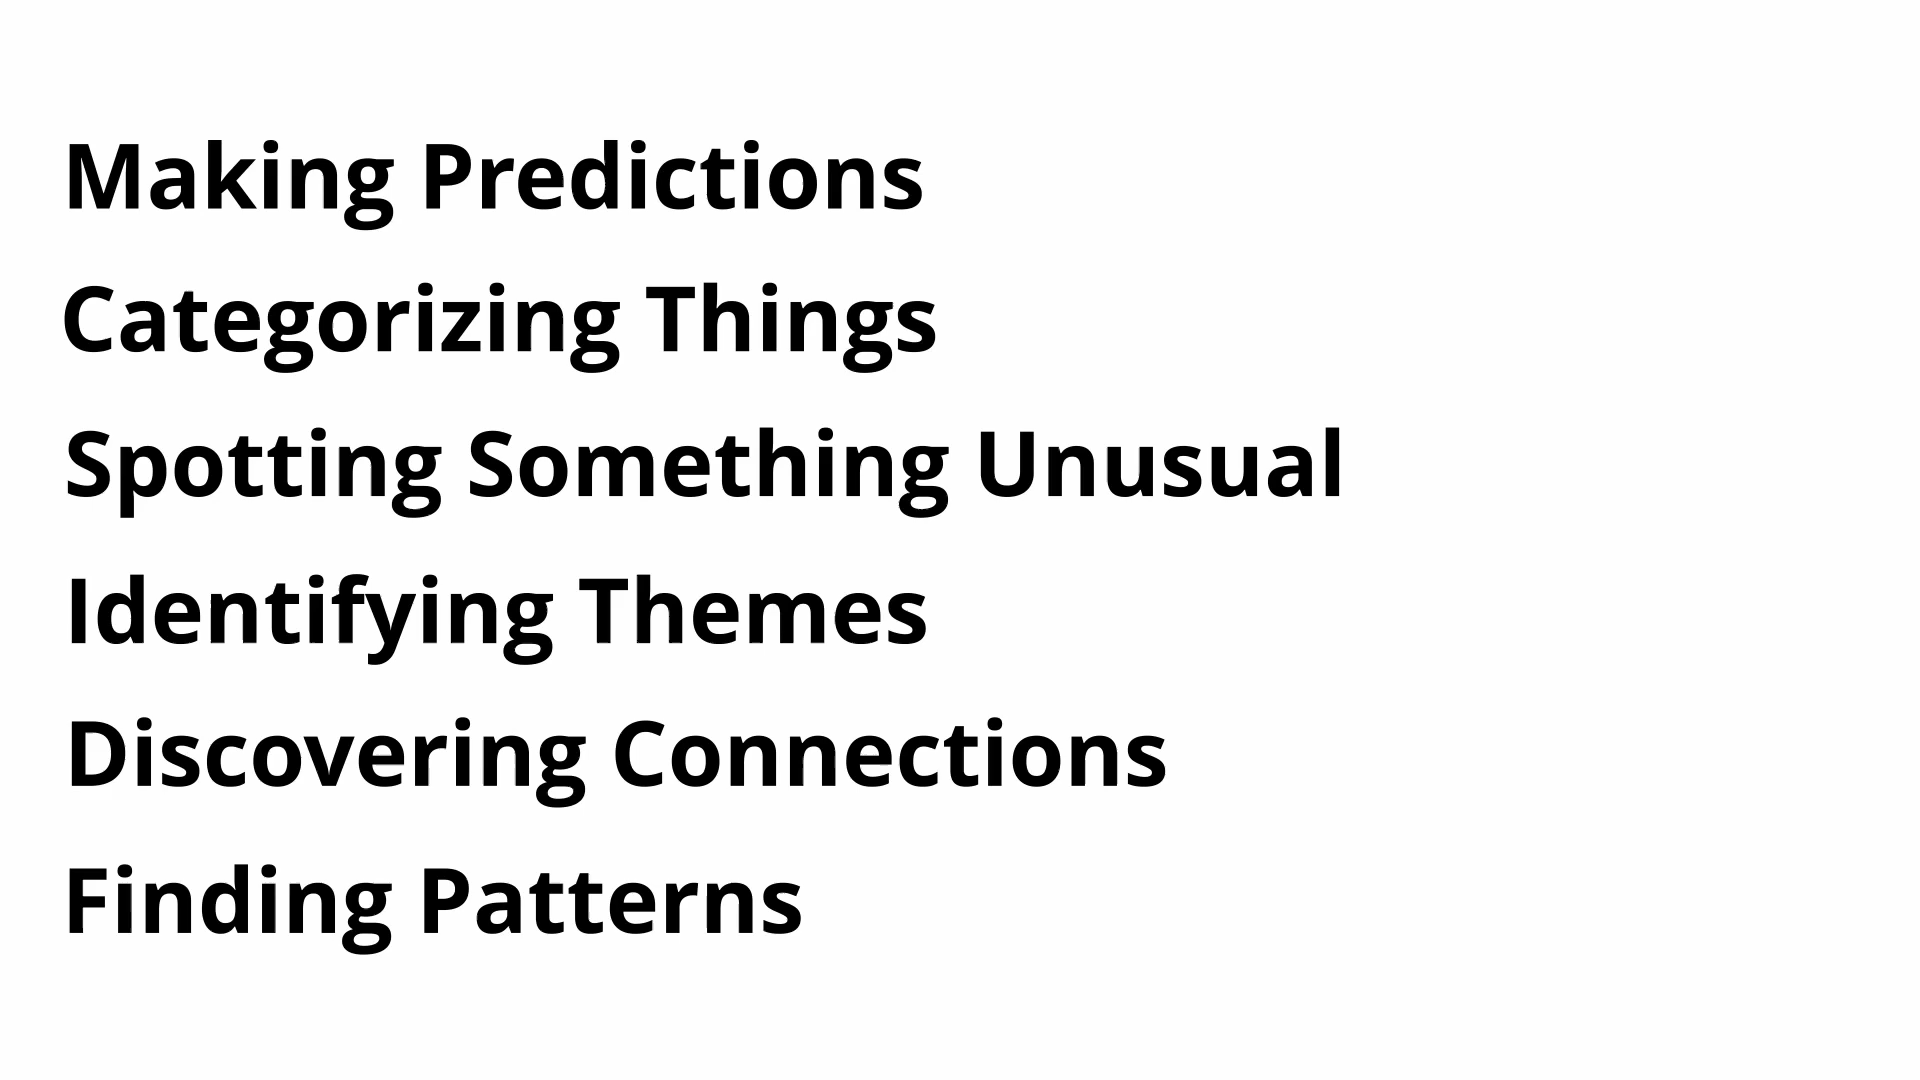 Making Predictions
Categorizing Things
Spotting Something Unusual
Identifying Themes
Discovering Connections
Finding Patterns